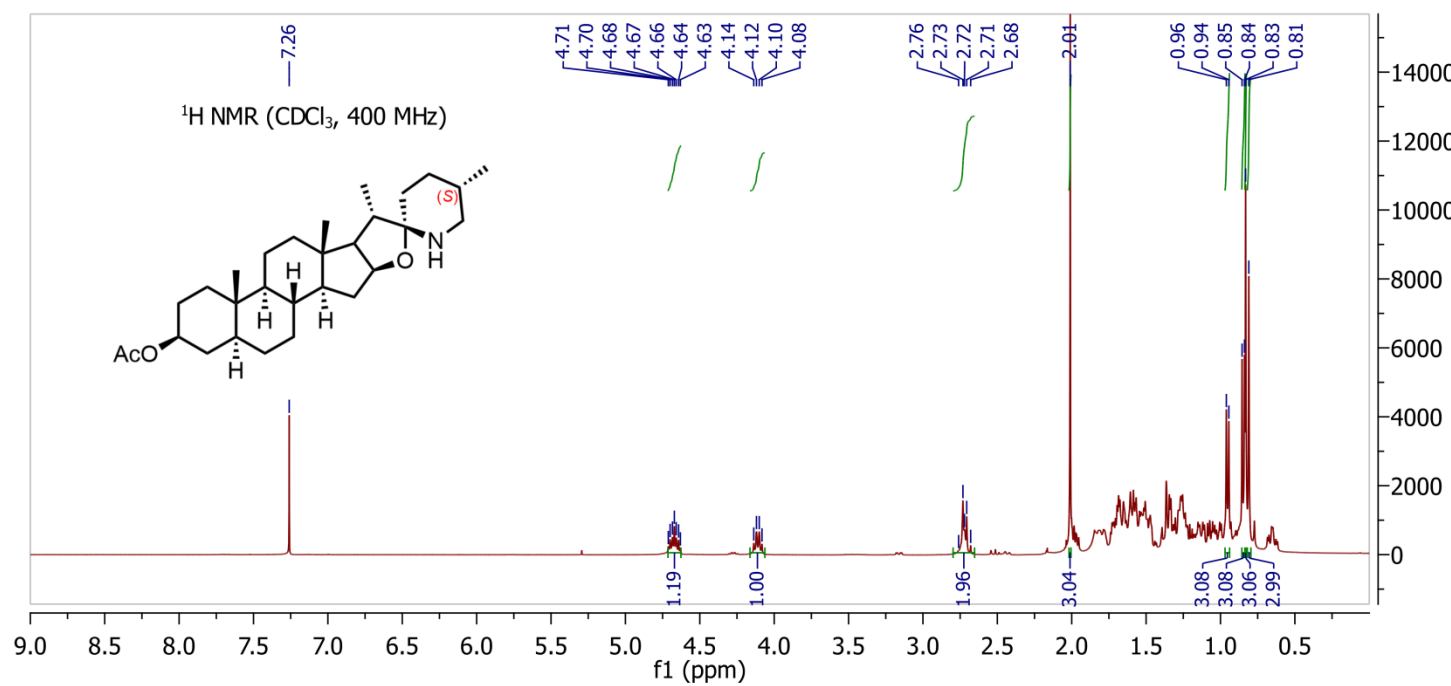 7.26 4.71 4.70 4.68 4.67 4.66 4.64 4.63 4.14 4.12 4.10 4.08 2.76 2.73 2.72 2.71 2.68 2.01 0.96 0.94 0.85 0.84 0.83 0.81
¹H NMR (CDCl₃, 400 MHz)
(S)
N
H
O
H
H
H
AcO
H
14000
12000
10000
8000
6000
4000
2000
0
1.19 1.00 1.96 3.04 3.08 3.08 3.06 2.99
9.0 8.5 8.0 7.5 7.0 6.5 6.0 5.5 5.0 4.5 4.0 3.5 3.0 2.5 2.0 1.5 1.0 0.5
f1 (ppm)